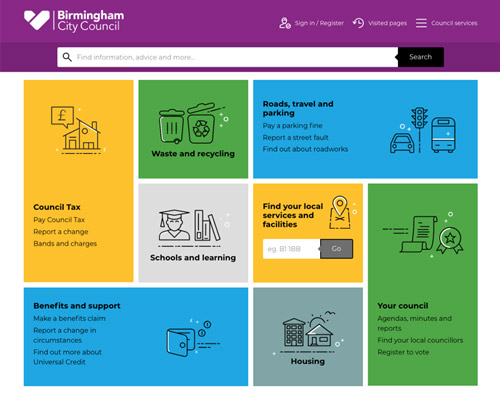 Birmingham
City Council
Sign in / Register
Visited pages
Council services
Find information, advice and more...
Search
£
Council Tax
Pay Council Tax
Report a change
Bands and charges
Waste and recycling
Roads, travel and
parking
Pay a parking fine
Report a street fault
Find out about roadworks
Schools and learning
Find your local
services and
facilities
eg. B1 1BB
Go
Benefits and support
Make a benefits claim
Report a change in
circumstances
Find out more about
Universal Credit
Housing
Your council
Agendas, minutes and
reports
Find your local councillors
Register to vote